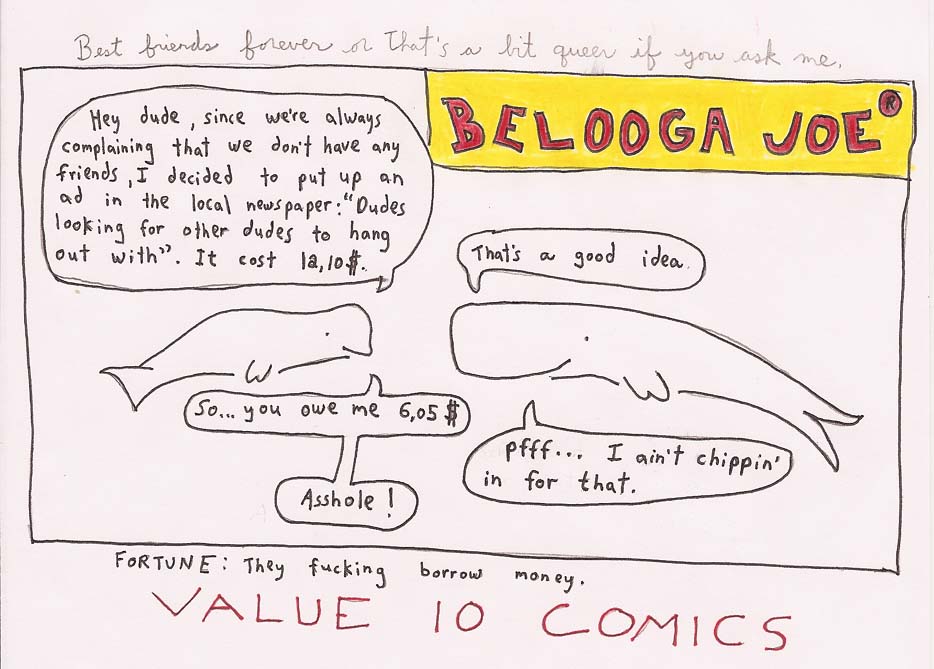 Best friends forever or That's a bit queer if you ask me.
BELOOGA JOE®
Hey dude, since we're always
complaining that we don't have any
friends, I decided to put up an
ad in the local newspaper: "Dudes
looking for other dudes to hang
out with". It cost 12,10$.
That's a good idea.
So... you owe me 6,05$
pfff... I ain't chippin'
in for that.
Asshole!
FORTUNE: They fucking borrow money.
VALUE 10 COMICS